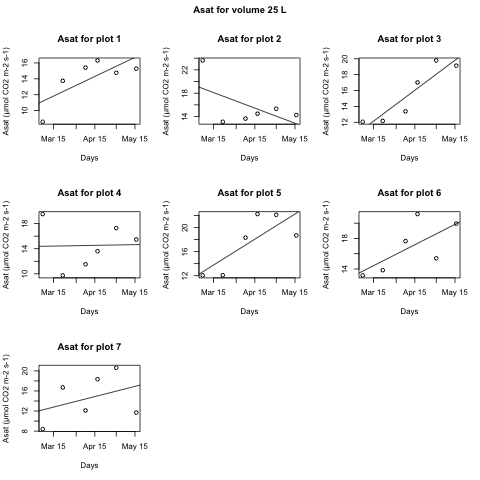 Asat for volume 25 L
Asat for plot 1
Asat (µmol CO2 m-2 s-1)
10 12 14 16
Mar 15 Apr 15 May 15
Days
Asat for plot 2
Asat (µmol CO2 m-2 s-1)
14 18 22
Mar 15 Apr 15 May 15
Days
Asat for plot 3
Asat (µmol CO2 m-2 s-1)
12 14 16 18 20
Mar 15 Apr 15 May 15
Days
Asat for plot 4
Asat (µmol CO2 m-2 s-1)
10 14 18
Mar 15 Apr 15 May 15
Days
Asat for plot 5
Asat (µmol CO2 m-2 s-1)
12 16 20
Mar 15 Apr 15 May 15
Days
Asat for plot 6
Asat (µmol CO2 m-2 s-1)
14 18
Mar 15 Apr 15 May 15
Days
Asat for plot 7
Asat (µmol CO2 m-2 s-1)
8 12 16 20
Mar 15 Apr 15 May 15
Days